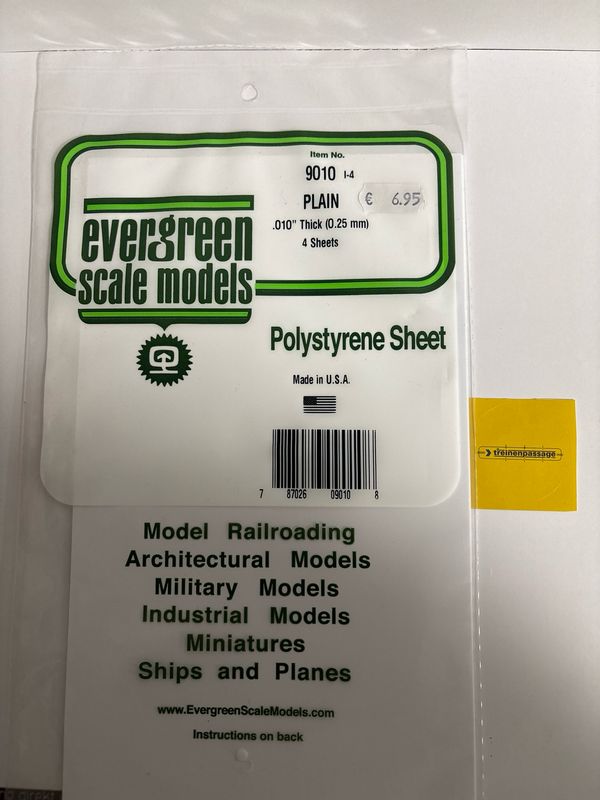 Item No.
9010 I-4
PLAIN
€ 6.95
.010" Thick (0.25 mm)
4 Sheets
evergreen
scale models
Polystyrene Sheet
Made in U.S.A.
7 87026 09010 8
treinenpassage
Model Railroading
Architectural Models
Military Models
Industrial Models
Miniatures
Ships and Planes
www.EvergreenScaleModels.com
Instructions on back